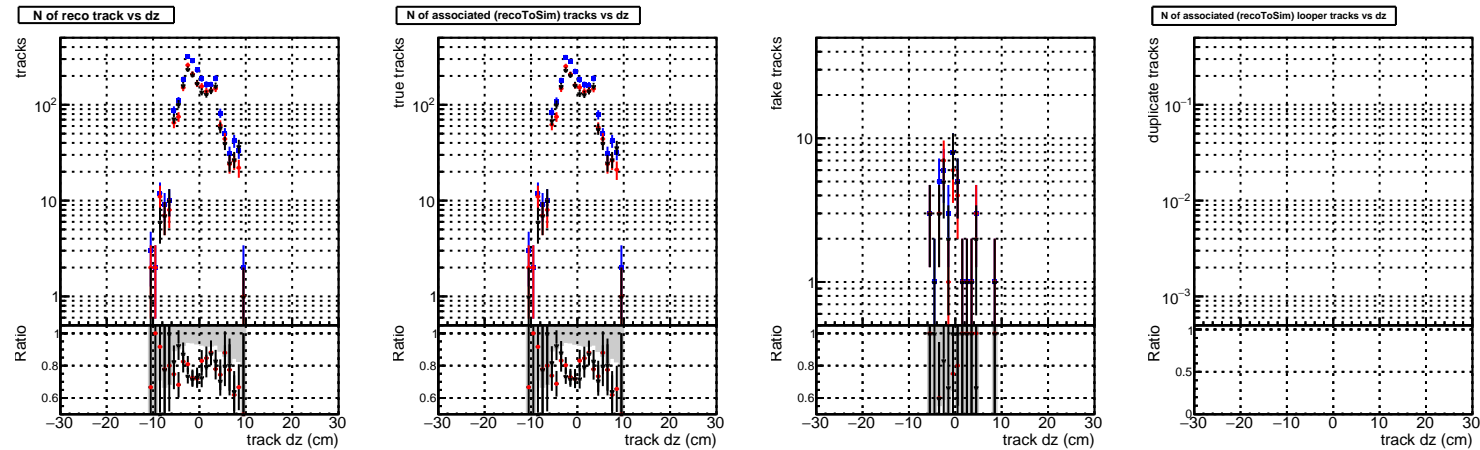 N of reco track vs dz
tracks
10²
10
1
Ratio
1
0.8
0.6
−30 −20 −10 0 10 20 30
track dz (cm)
N of associated (recoToSim) tracks vs dz
true tracks
10²
10
1
Ratio
1
0.8
0.6
−30 −20 −10 0 10 20 30
track dz (cm)
fake tracks
10
1
Ratio
1
0.8
0.6
−30 −20 −10 0 10 20 30
track dz (cm)
N of associated (recoToSim) looper tracks vs dz
duplicate tracks
10⁻¹
10⁻²
10⁻³
Ratio
1
0.5
0
−30 −20 −10 0 10 20 30
track dz (cm)